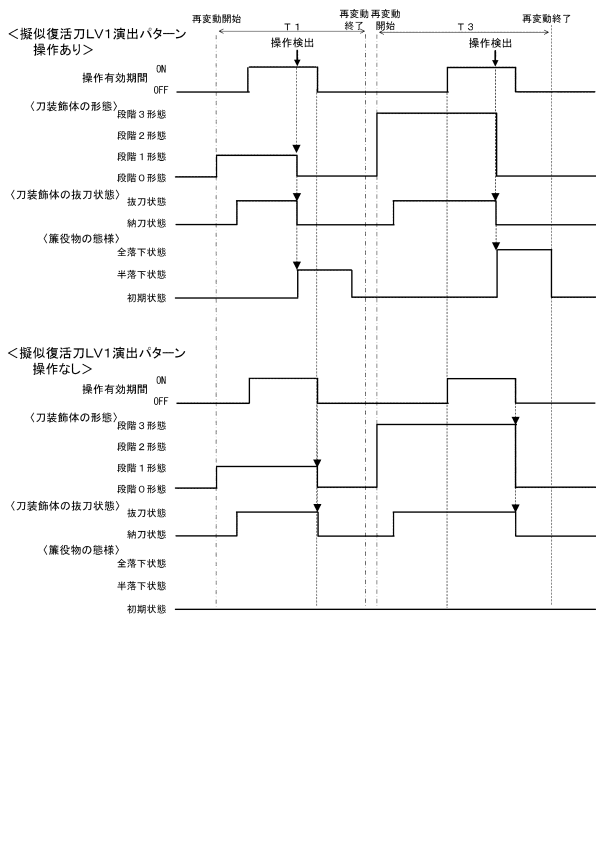 再変動開始
T1
再変動終了
再変動開始
T3
再変動終了
＜擬似復活刀LV1演出パターン
操作あり＞
操作検出
操作検出
操作有効期間
ON
OFF
〈刀装飾体の形態〉
段階3形態
段階2形態
段階1形態
段階0形態
〈刀装飾体の抜刀状態〉
抜刀状態
納刀状態
〈簾役物の態様〉
全落下状態
半落下状態
初期状態
＜擬似復活刀LV1演出パターン
操作なし＞
操作有効期間
ON
OFF
〈刀装飾体の形態〉
段階3形態
段階2形態
段階1形態
段階0形態
〈刀装飾体の抜刀状態〉
抜刀状態
納刀状態
〈簾役物の態様〉
全落下状態
半落下状態
初期状態